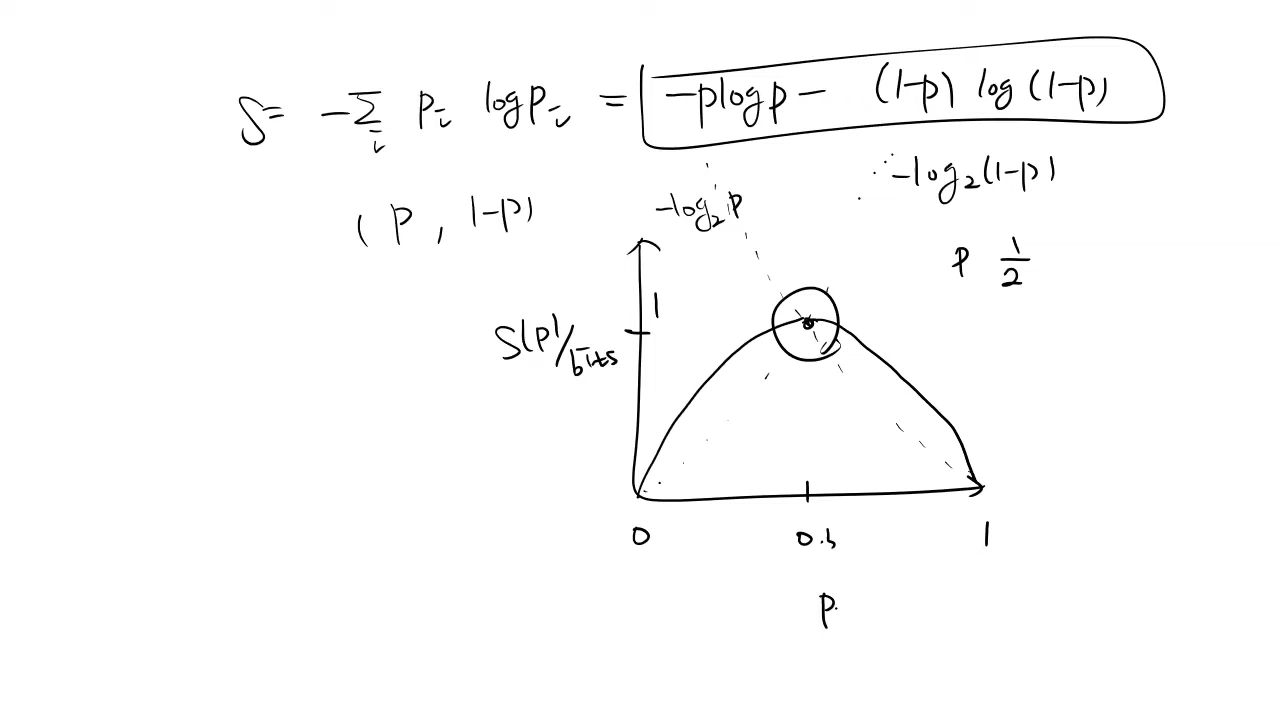 S = -∑ᵢ pᵢ log pᵢ = -p log p - (1-p) log (1-p)
-log₂(1-p)
(p, 1-p)
-log₂ p
p 1/2
1
S(p)/bits
0 0.5 1
p